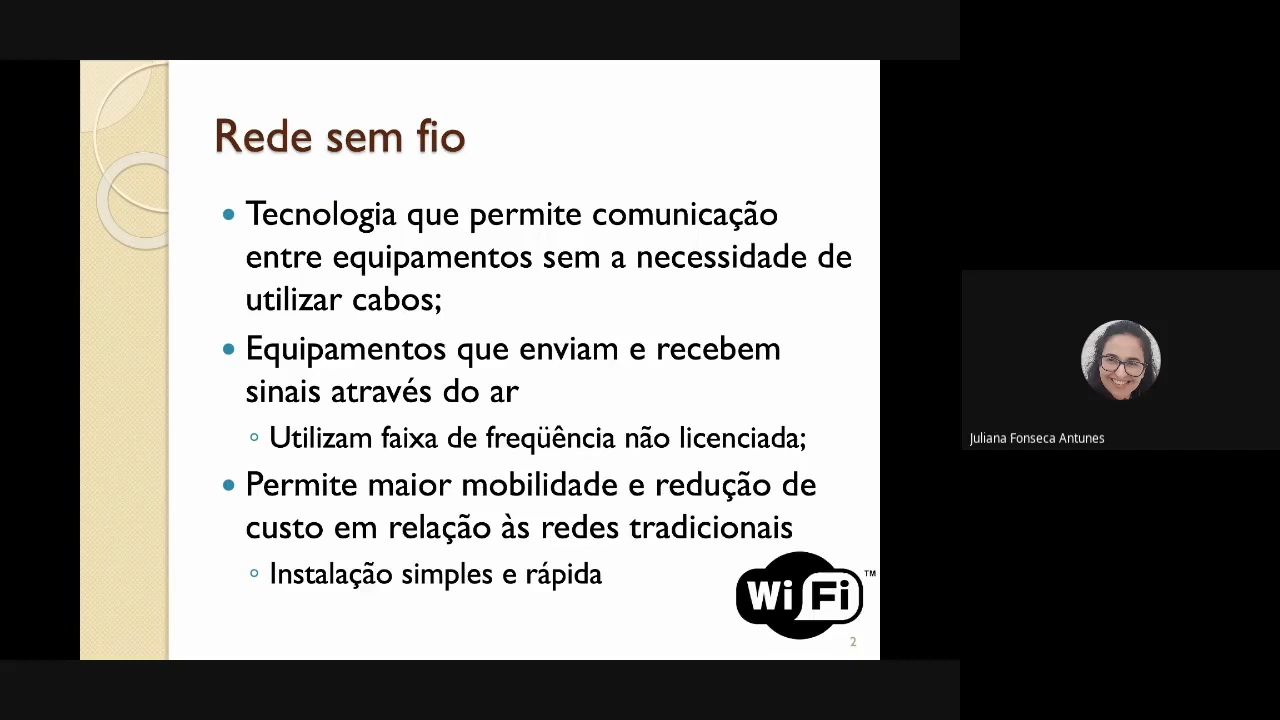 Rede sem fio
Tecnologia que permite comunicação
entre equipamentos sem a necessidade de
utilizar cabos;
Equipamentos que enviam e recebem
sinais através do ar
Utilizam faixa de freqüência não licenciada;
Permite maior mobilidade e redução de
custo em relação às redes tradicionais
Instalação simples e rápida
Wi Fi ™
2
Juliana Fonseca Antunes